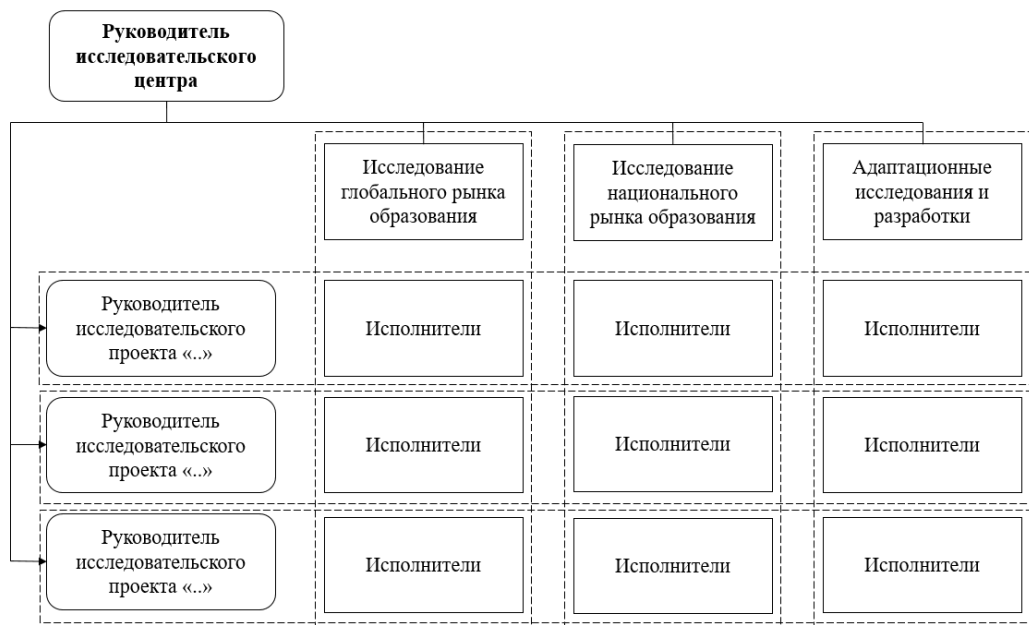 Руководитель
исследовательского
центра
Исследование
глобального рынка
образования
Исследование
национального
рынка образования
Адаптационные
исследования и
разработки
Руководитель
исследовательского
проекта «..»
Исполнители
Исполнители
Исполнители
Руководитель
исследовательского
проекта «..»
Исполнители
Исполнители
Исполнители
Руководитель
исследовательского
проекта «..»
Исполнители
Исполнители
Исполнители